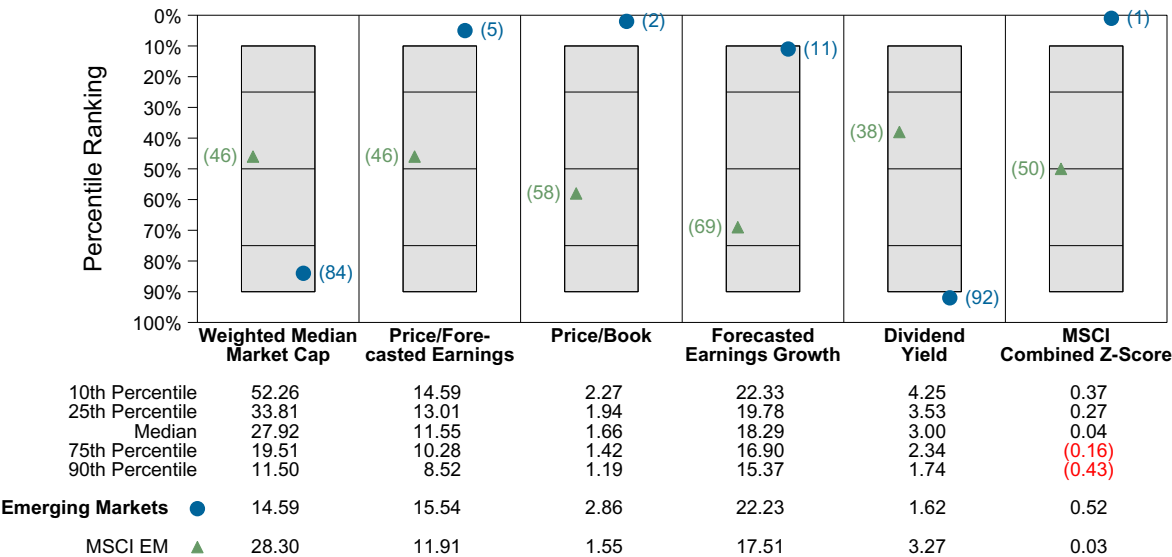 0%
10%
20%
30%
40%
50%
60%
70%
80%
90%
100%
Percentile Ranking
(46)
(84)
(46)
(5)
(58)
(2)
(69)
(11)
(38)
(92)
(50)
(1)
Weighted Median
Market Cap
Price/Fore-
casted Earnings
Price/Book
Forecasted
Earnings Growth
Dividend
Yield
MSCI
Combined Z-Score
10th Percentile 52.26 14.59 2.27 22.33 4.25 0.37
25th Percentile 33.81 13.01 1.94 19.78 3.53 0.27
Median 27.92 11.55 1.66 18.29 3.00 0.04
75th Percentile 19.51 10.28 1.42 16.90 2.34 (0.16)
90th Percentile 11.50 8.52 1.19 15.37 1.74 (0.43)
Emerging Markets 14.59 15.54 2.86 22.23 1.62 0.52
MSCI EM 28.30 11.91 1.55 17.51 3.27 0.03